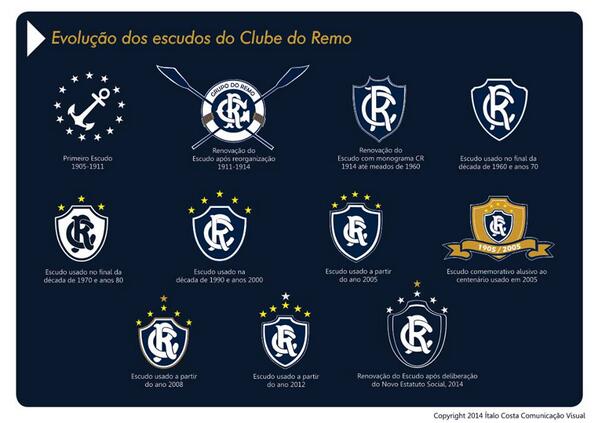 Evolução dos escudos do Clube do Remo
Primeiro Escudo
1905-1911
GRUPO DO REMO
Renovação do
Escudo após reorganização
1911-1914
Renovação do
Escudo com monograma CR
1914 até meados de 1960
Escudo usado no final da
década de 1960 e anos 70
Escudo usado no final da
década de 1970 e anos 80
Escudo usado na
década de 1990 e anos 2000
Escudo usado a partir
do ano 2005
1905/2005
Escudo comemorativo alusivo ao
centenário usado em 2005
Escudo usado a partir
do ano 2008
Escudo usado a partir
do ano 2012
Renovação do Escudo após deliberação
do Novo Estatuto Social, 2014
Copyright 2014 Ítalo Costa Comunicação Visual